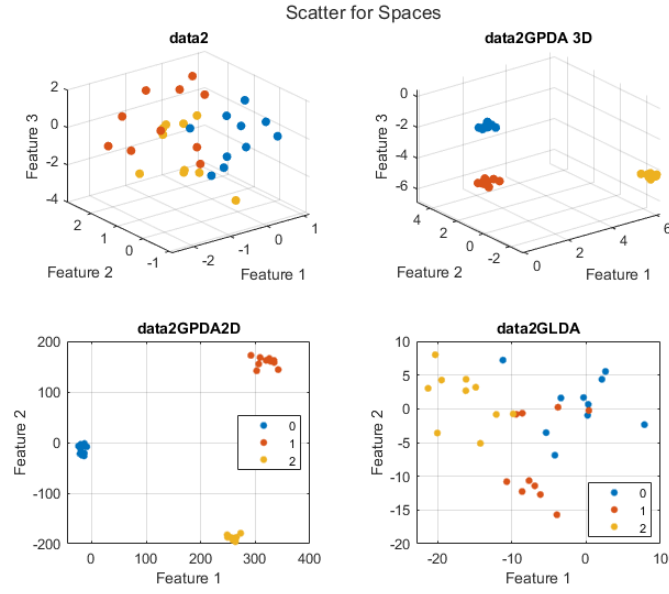 Scatter for Spaces
data2
2
0
-2
-4
Feature 3
2
1
0
-1
Feature 2
-2
-1
0
1
Feature 1
data2GPDA 3D
0
-2
-4
-6
Feature 3
4
2
0
-2
Feature 2
0
2
4
6
Feature 1
data2GPDA2D
200
100
0
-100
-200
Feature 2
0
1
2
0 100 200 300 400
Feature 1
data2GLDA
10
5
0
-5
-10
-15
-20
Feature 2
0
1
2
-20 -10 0 10
Feature 1